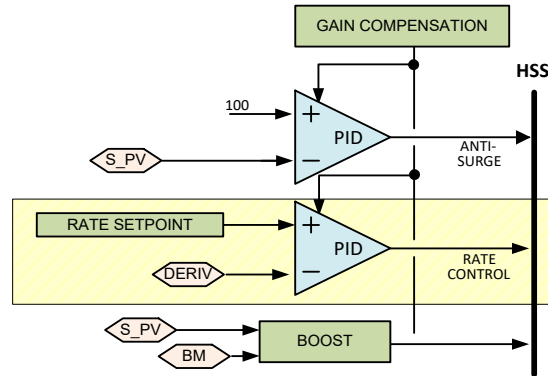 GAIN COMPENSATION
HSS
100
+
PID
−
ANTI-
SURGE
S_PV
RATE SETPOINT
+
PID
−
RATE
CONTROL
DERIV
S_PV
BOOST
BM